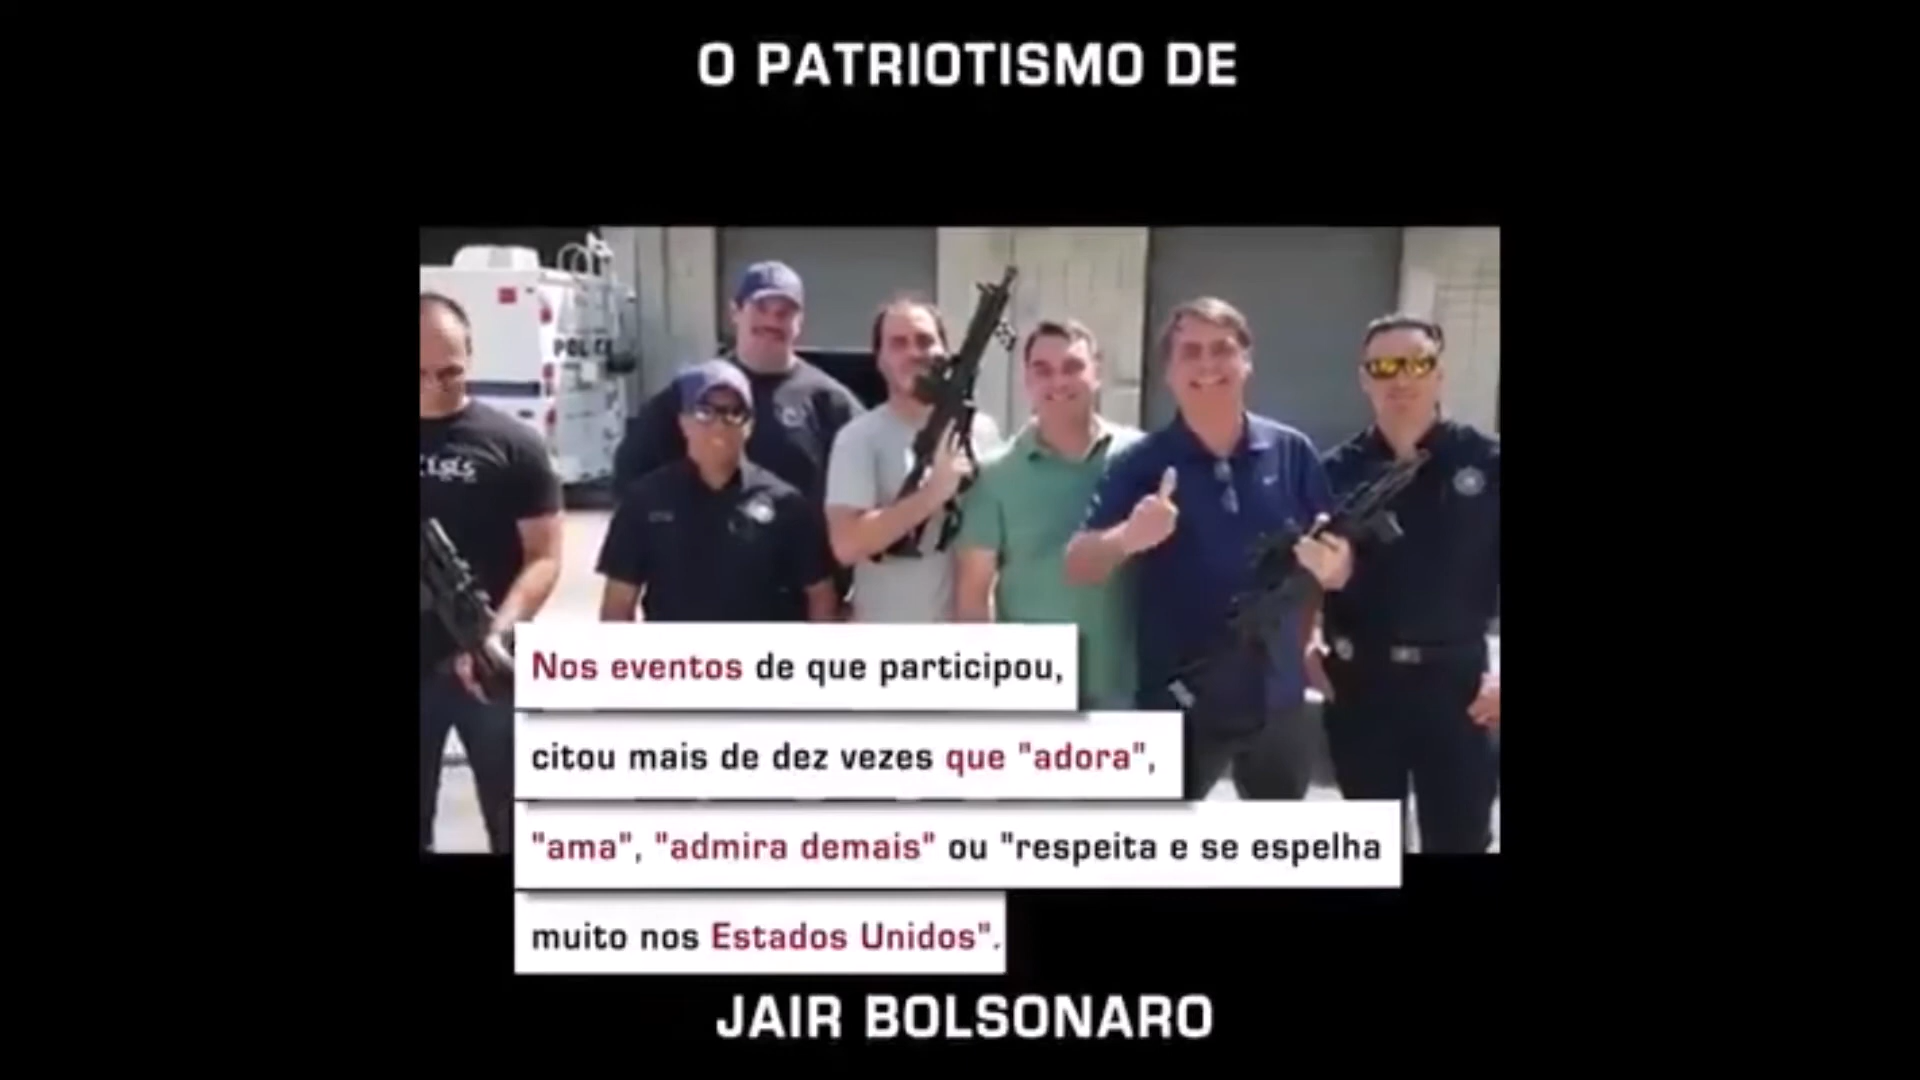 O PATRIOTISMO DE
POLICE
Nos eventos de que participou,
citou mais de dez vezes que "adora",
"ama", "admira demais" ou "respeita e se espelha
muito nos Estados Unidos".
JAIR BOLSONARO